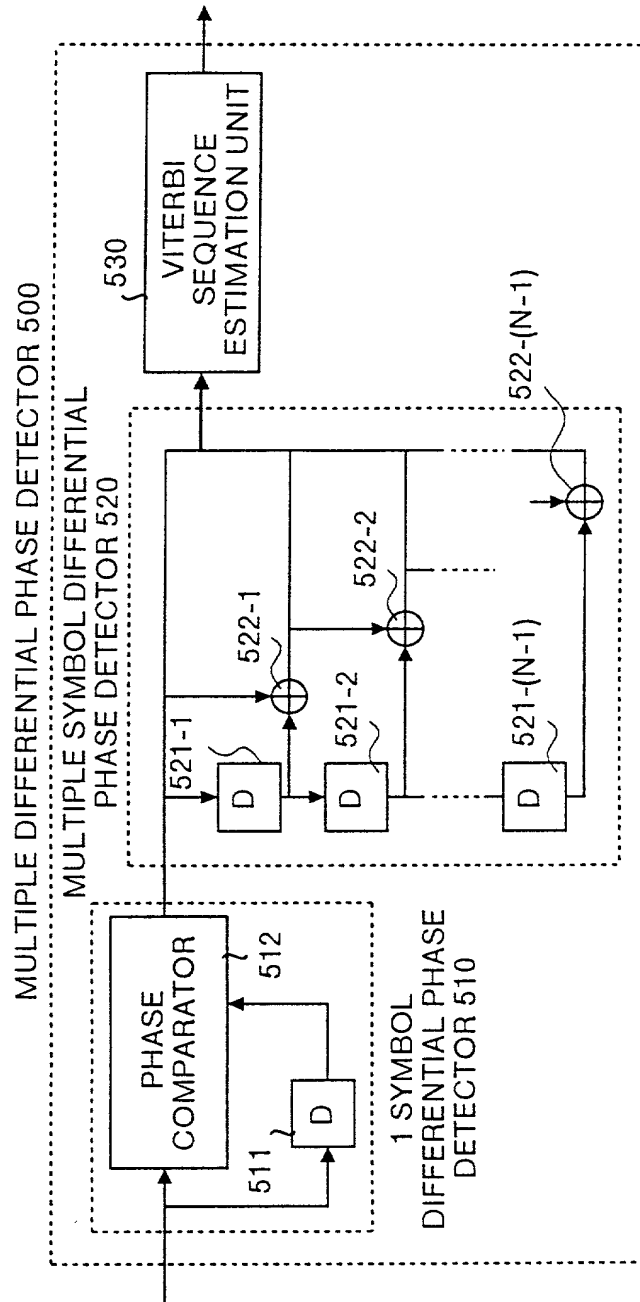 MULTIPLE DIFFERENTIAL PHASE DETECTOR 500
MULTIPLE SYMBOL DIFFERENTIAL
PHASE DETECTOR 520
530
VITERBI
SEQUENCE
ESTIMATION UNIT
PHASE
COMPARATOR
512
511
D
1 SYMBOL
DIFFERENTIAL PHASE
DETECTOR 510
521-1
D
522-1
521-2
D
522-2
521-(N-1)
D
522-(N-1)